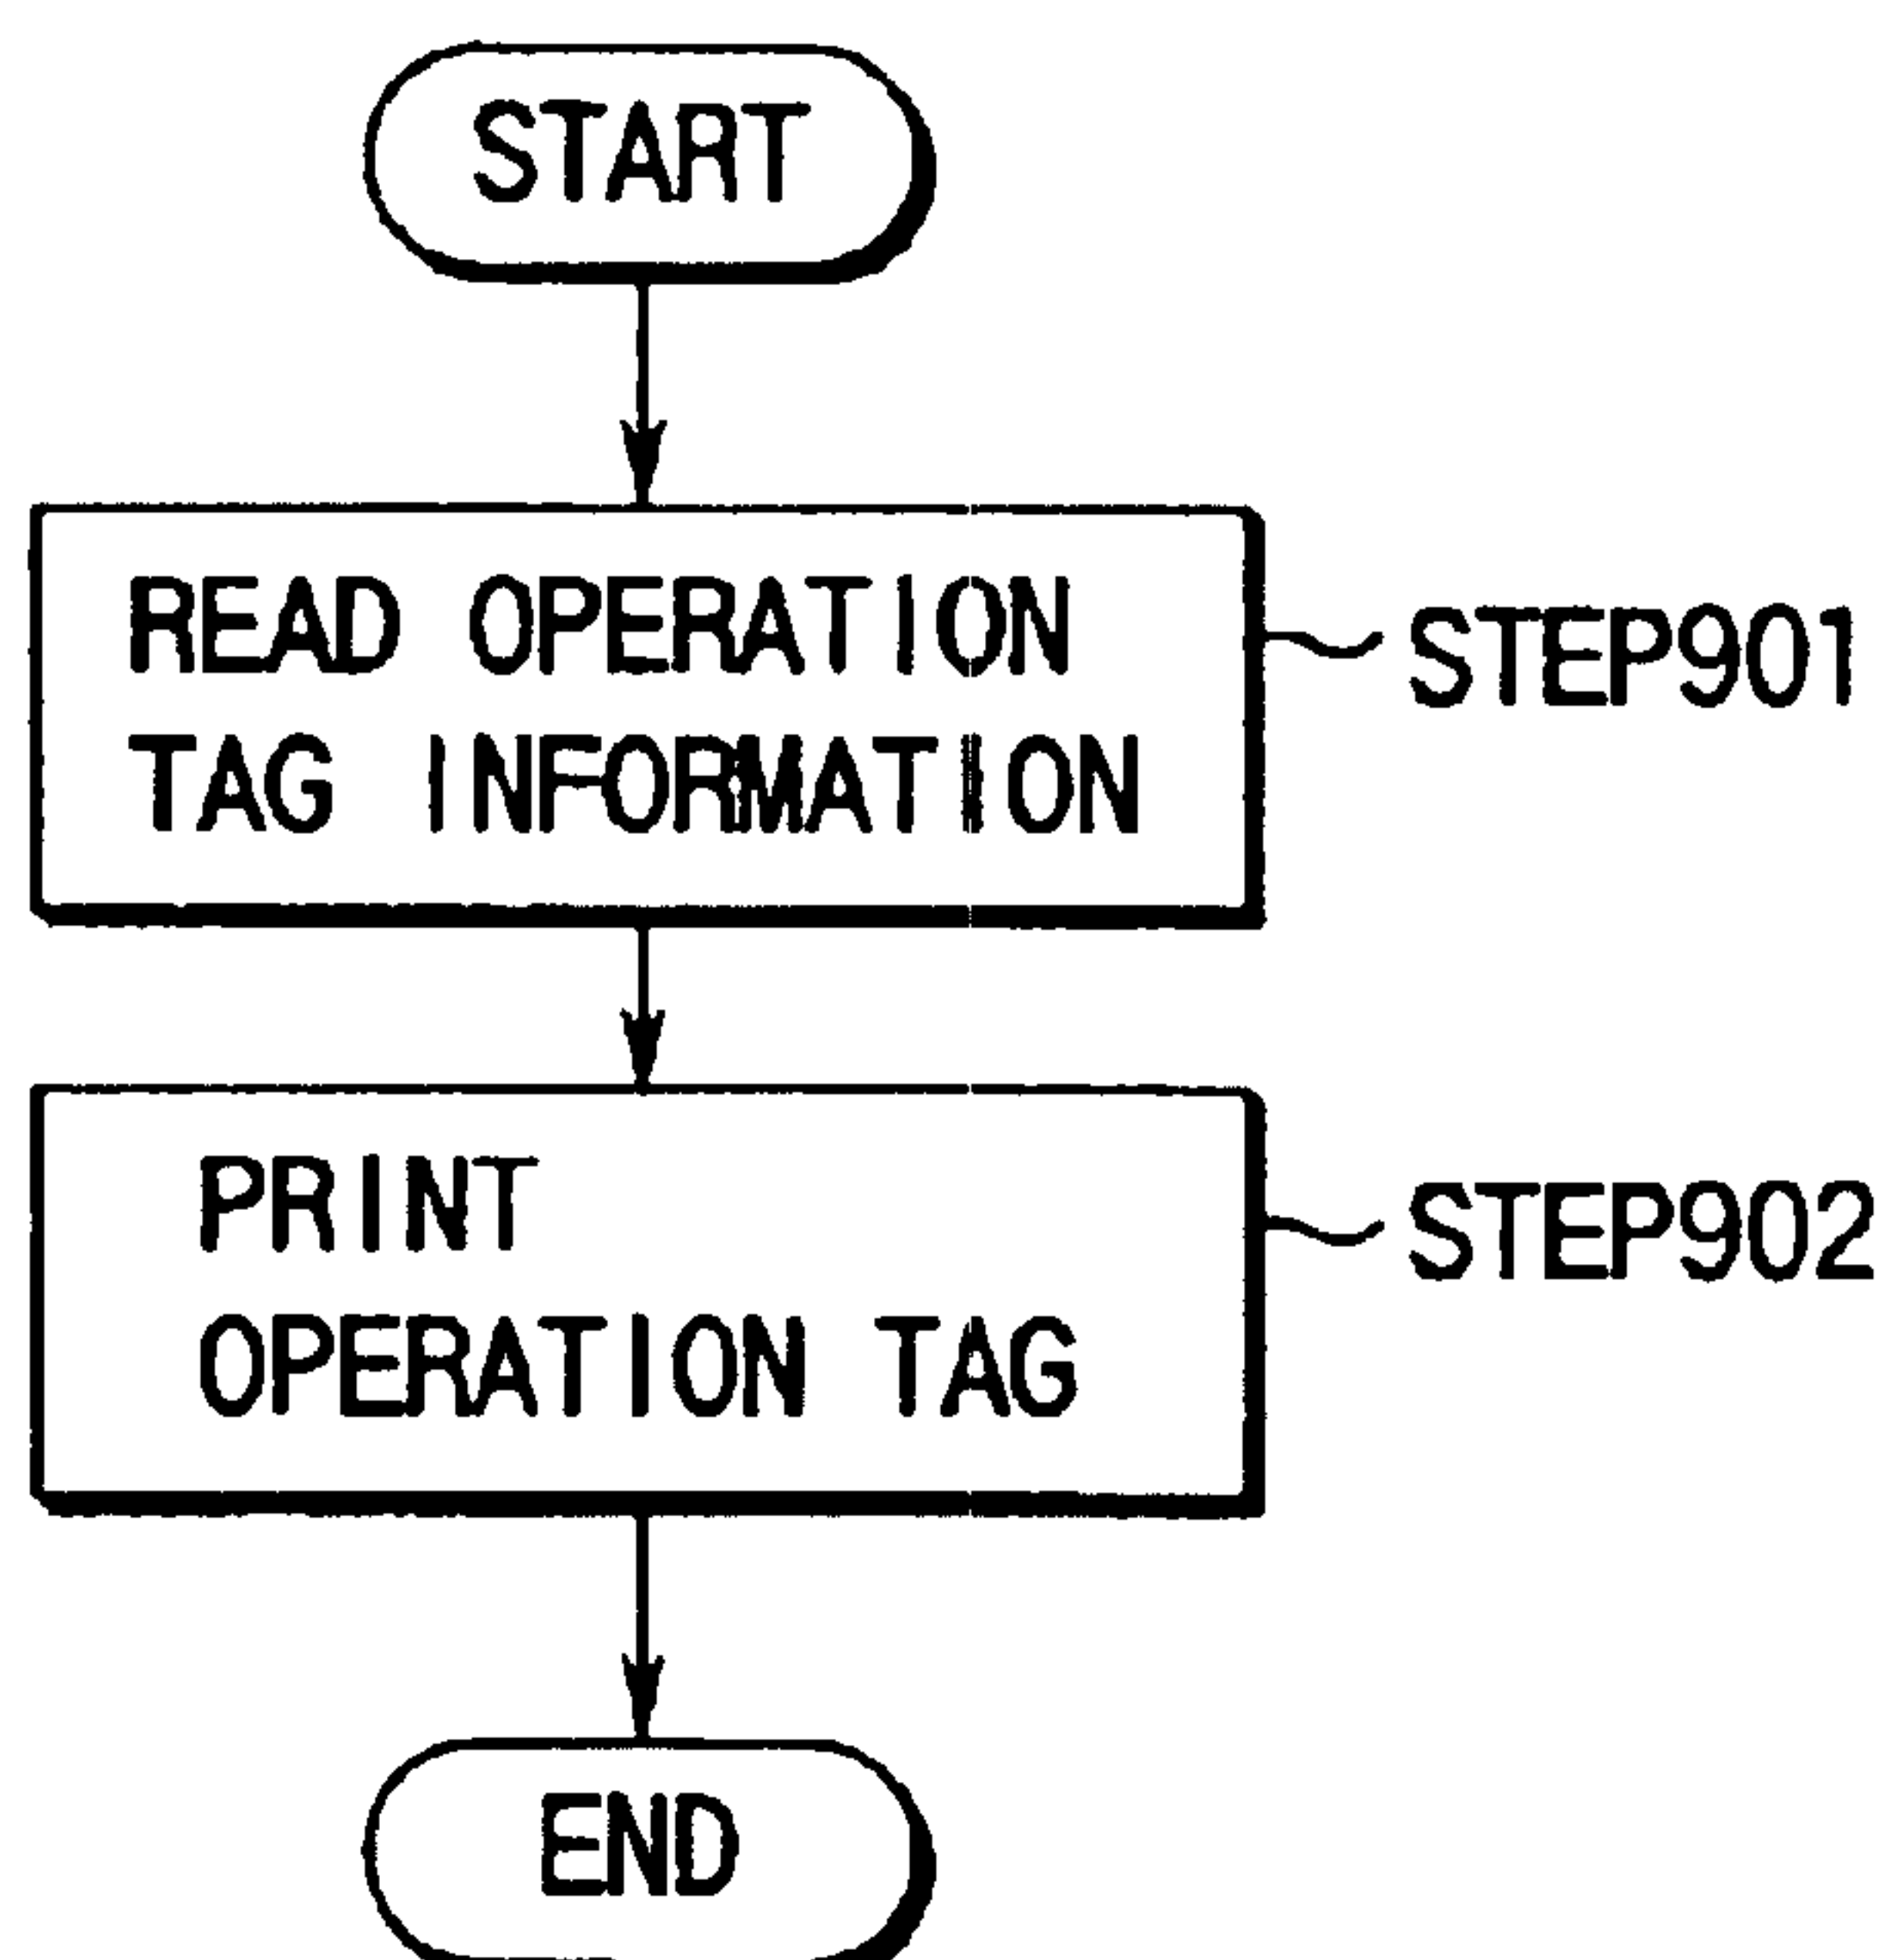 START
READ OPERATION
TAG INFORMATION
STEP901
PRINT
OPERATION TAG
STEP902
END